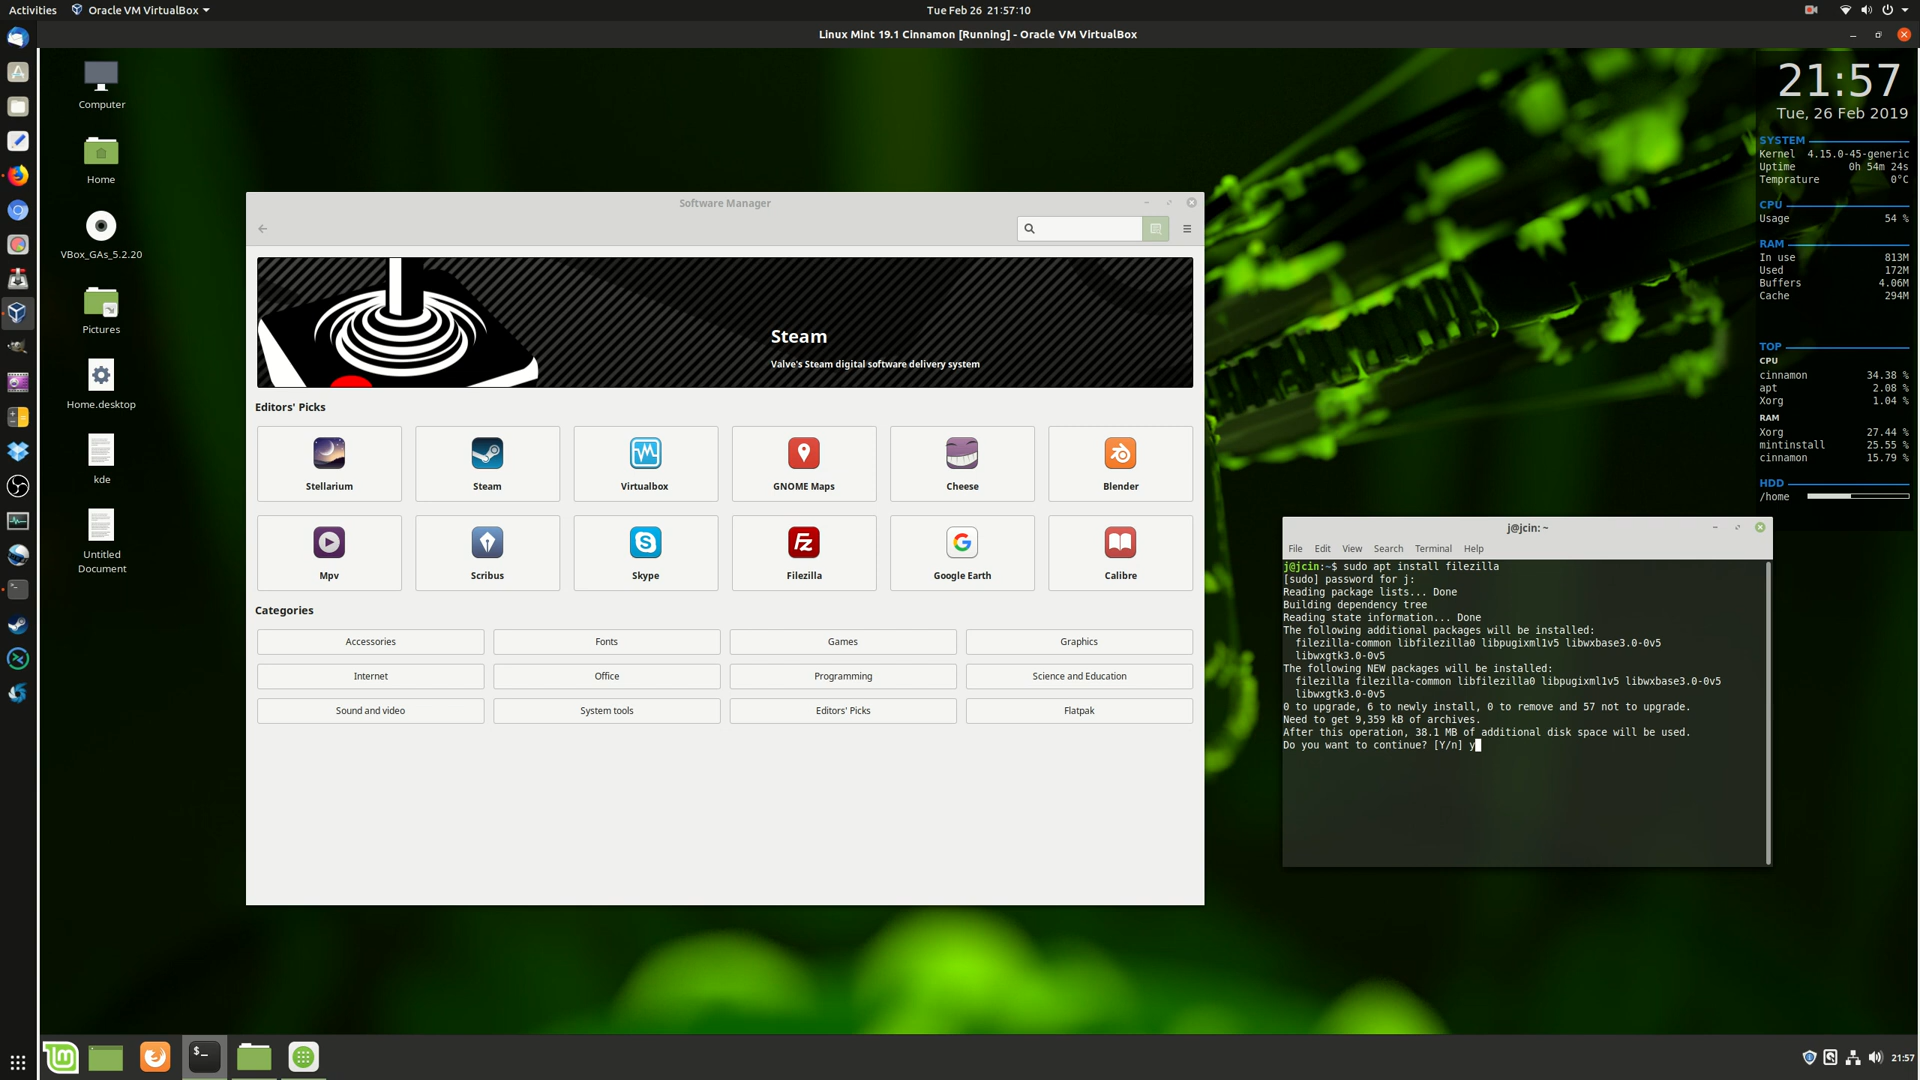 Activities
Oracle VM VirtualBox
Tue Feb 26 21:57:10
Linux Mint 19.1 Cinnamon [Running] - Oracle VM VirtualBox
Computer
Home
VBox_GAs_5.2.20
Pictures
Home.desktop
kde
Untitled
Document
Software Manager
Steam
Valve's Steam digital software delivery system
Editors' Picks
Stellarium
Steam
Virtualbox
GNOME Maps
Cheese
Blender
Mpv
Scribus
Skype
Filezilla
Google Earth
Calibre
Categories
Accessories
Fonts
Games
Graphics
Internet
Office
Programming
Science and Education
Sound and video
System tools
Editors' Picks
Flatpak
21:57
Tue, 26 Feb 2019
SYSTEM
Kernel 4.15.0-45-generic
Uptime 0h 54m 24s
Temprature 0°C
CPU
Usage 54 %
RAM
In use 813M
Used 172M
Buffers 4.06M
Cache 294M
TOP
CPU
cinnamon 34.38 %
apt 2.08 %
Xorg 1.04 %
RAM
Xorg 27.44 %
mintinstall 25.55 %
cinnamon 15.79 %
HDD
/home
j@jcin: ~
File Edit View Search Terminal Help
j@jcin:~$ sudo apt install filezilla
[sudo] password for j:
Reading package lists... Done
Building dependency tree
Reading state information... Done
The following additional packages will be installed:
filezilla-common libfilezilla0 libpugixml1v5 libwxbase3.0-0v5
libwxgtk3.0-0v5
The following NEW packages will be installed:
filezilla filezilla-common libfilezilla0 libpugixml1v5 libwxbase3.0-0v5
libwxgtk3.0-0v5
0 to upgrade, 6 to newly install, 0 to remove and 57 not to upgrade.
Need to get 9,359 kB of archives.
After this operation, 38.1 MB of additional disk space will be used.
Do you want to continue? [Y/n] y
21:57